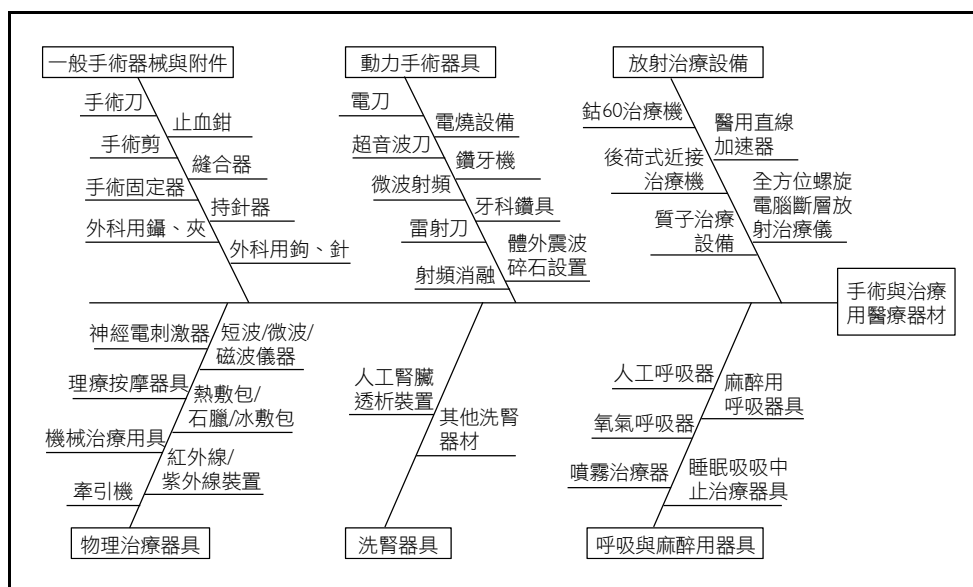 一般手術器械與附件
手術刀
止血鉗
手術剪
縫合器
手術固定器
持針器
外科用鑷、夾
外科用鉤、針
動力手術器具
電刀
電燒設備
超音波刀
鑽牙機
微波射頻
牙科鑽具
雷射刀
體外震波
碎石設置
射頻消融
放射治療設備
鈷60治療機
醫用直線
加速器
後荷式近接
治療機
全方位螺旋
電腦斷層放
射治療儀
質子治療
設備
手術與治療
用醫療器材
神經電刺激器
短波/微波/
磁波儀器
理療按摩器具
熱敷包/
石臘/冰敷包
機械治療用具
紅外線/
紫外線裝置
牽引機
物理治療器具
人工腎臟
透析裝置
其他洗腎
器材
洗腎器具
人工呼吸器
麻醉用
呼吸器具
氧氣呼吸器
噴霧治療器
睡眠吸吸中
止治療器具
呼吸與麻醉用器具